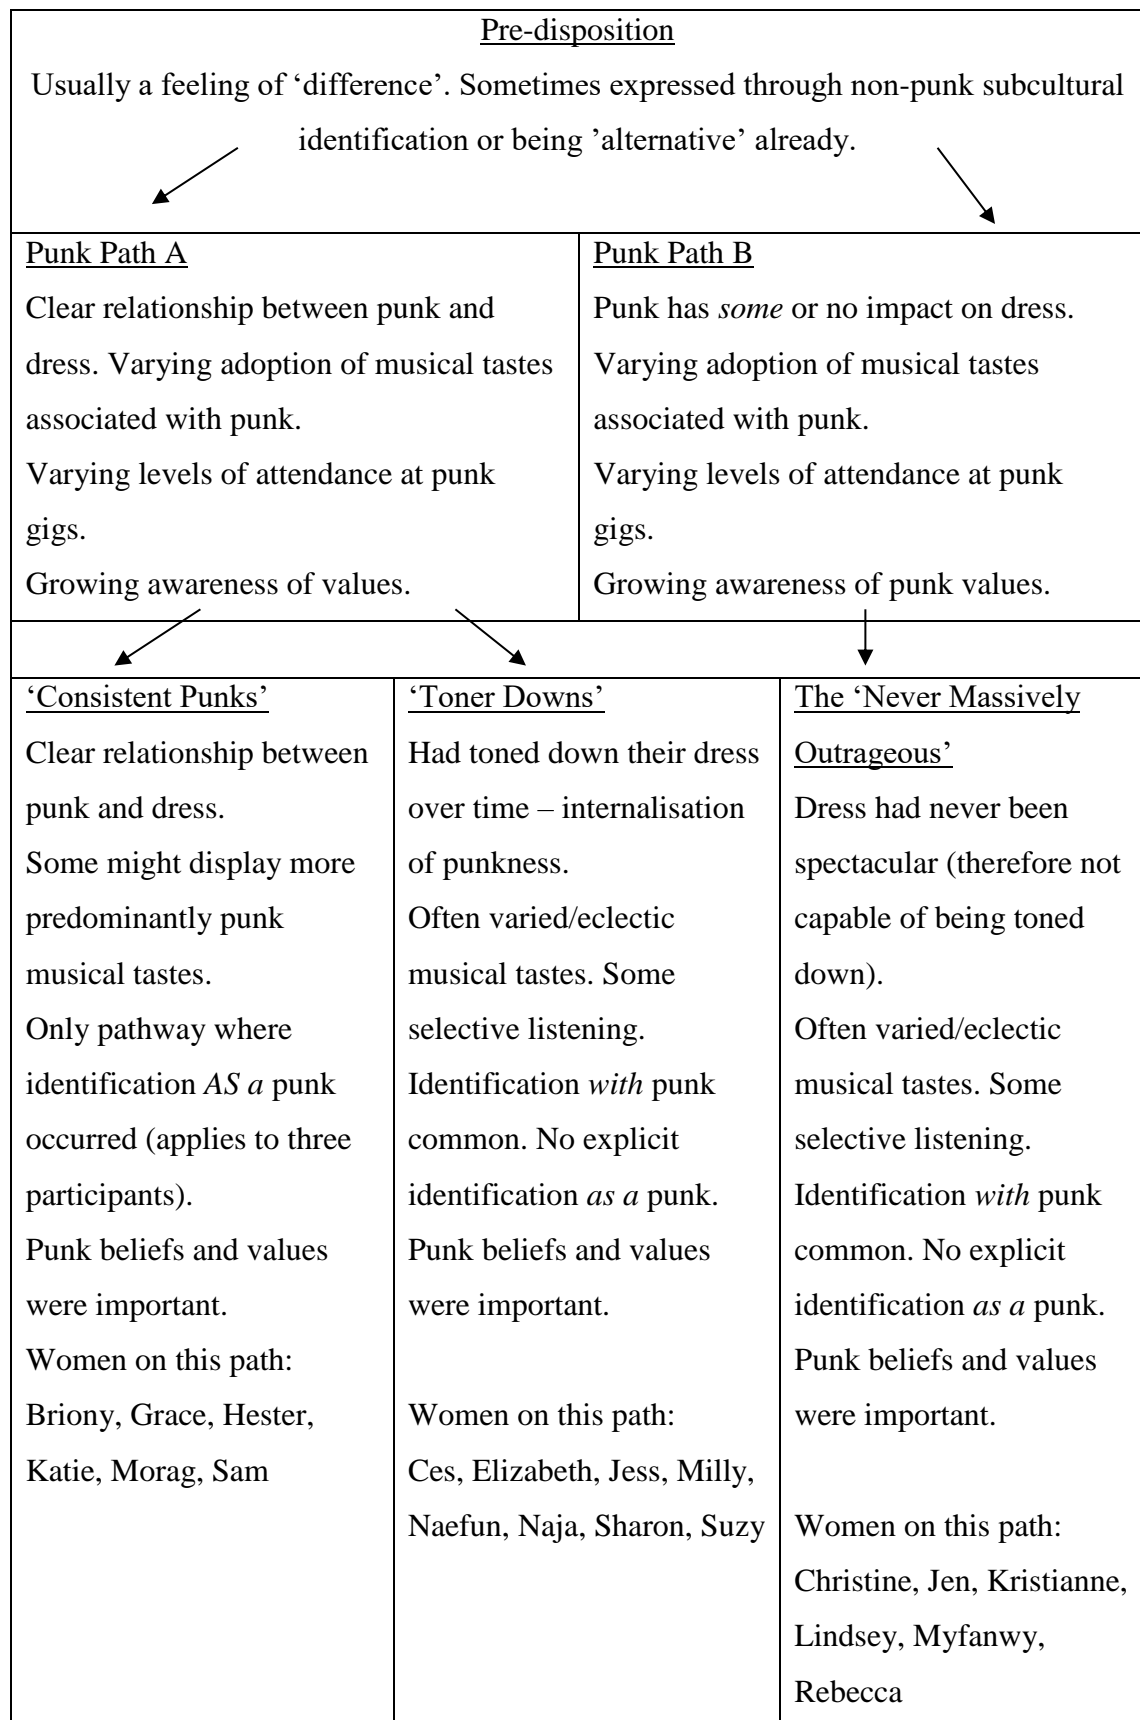 Pre-disposition
Usually a feeling of ‘difference’. Sometimes expressed through non-punk subcultural
identification or being ’alternative’ already.
Punk Path A
Clear relationship between punk and
dress. Varying adoption of musical tastes
associated with punk.
Varying levels of attendance at punk
gigs.
Growing awareness of values.
Punk Path B
Punk has some or no impact on dress.
Varying adoption of musical tastes
associated with punk.
Varying levels of attendance at punk
gigs.
Growing awareness of punk values.
‘Consistent Punks’
Clear relationship between
punk and dress.
Some might display more
predominantly punk
musical tastes.
Only pathway where
identification AS a punk
occurred (applies to three
participants).
Punk beliefs and values
were important.
Women on this path:
Briony, Grace, Hester,
Katie, Morag, Sam
‘Toner Downs’
Had toned down their dress
over time – internalisation
of punkness.
Often varied/eclectic
musical tastes. Some
selective listening.
Identification with punk
common. No explicit
identification as a punk.
Punk beliefs and values
were important.
Women on this path:
Ces, Elizabeth, Jess, Milly,
Naefun, Naja, Sharon, Suzy
The ‘Never Massively
Outrageous’
Dress had never been
spectacular (therefore not
capable of being toned
down).
Often varied/eclectic
musical tastes. Some
selective listening.
Identification with punk
common. No explicit
identification as a punk.
Punk beliefs and values
were important.
Women on this path:
Christine, Jen, Kristianne,
Lindsey, Myfanwy,
Rebecca